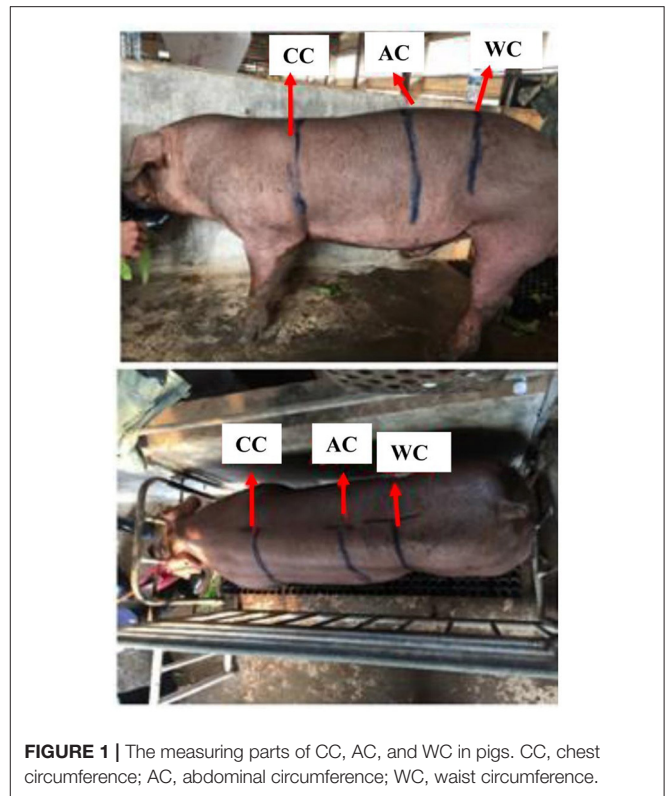 CC AC WC
CC AC WC
FIGURE 1 | The measuring parts of CC, AC, and WC in pigs. CC, chest
circumference; AC, abdominal circumference; WC, waist circumference.